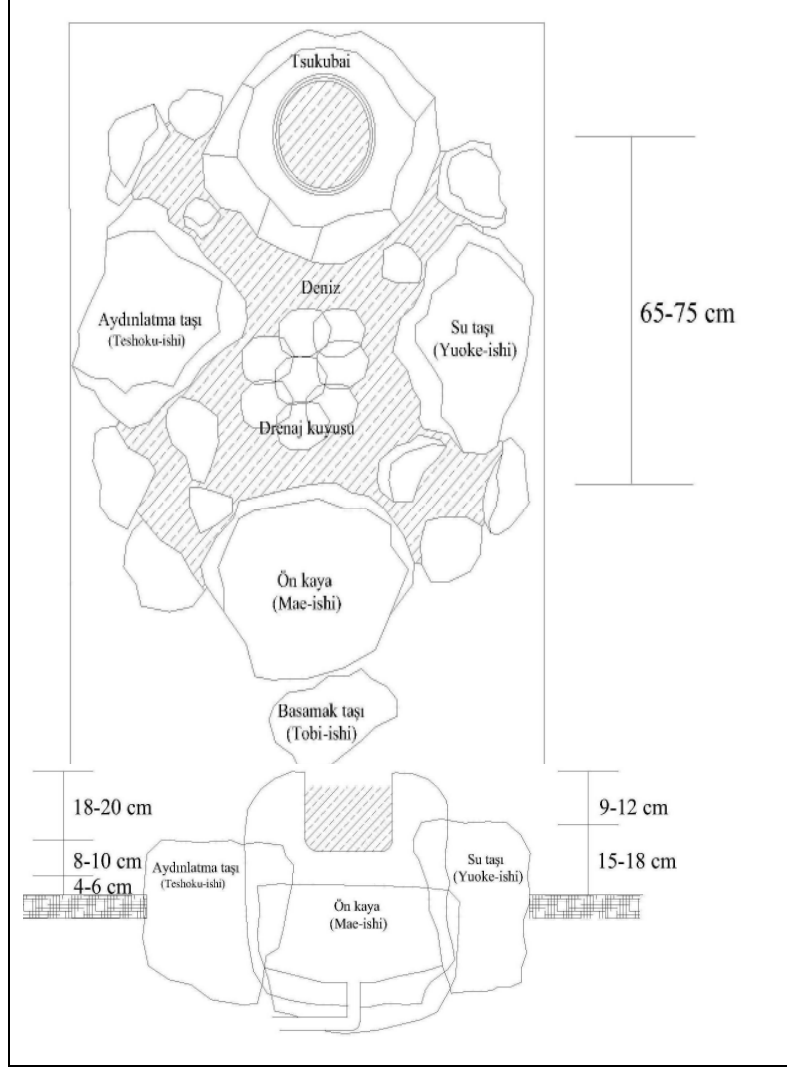 Tsukubai
Deniz
Aydınlatma taşı
(Teshoku-ishi)
Su taşı
(Yuoke-ishi)
65-75 cm
Drenaj kuyusu
Ön kaya
(Mae-ishi)
Basamak taşı
(Tobi-ishi)
18-20 cm
9-12 cm
8-10 cm
4-6 cm
15-18 cm
Aydınlatma taşı
(Teshoku-ishi)
Su taşı
(Yuoke-ishi)
Ön kaya
(Mae-ishi)